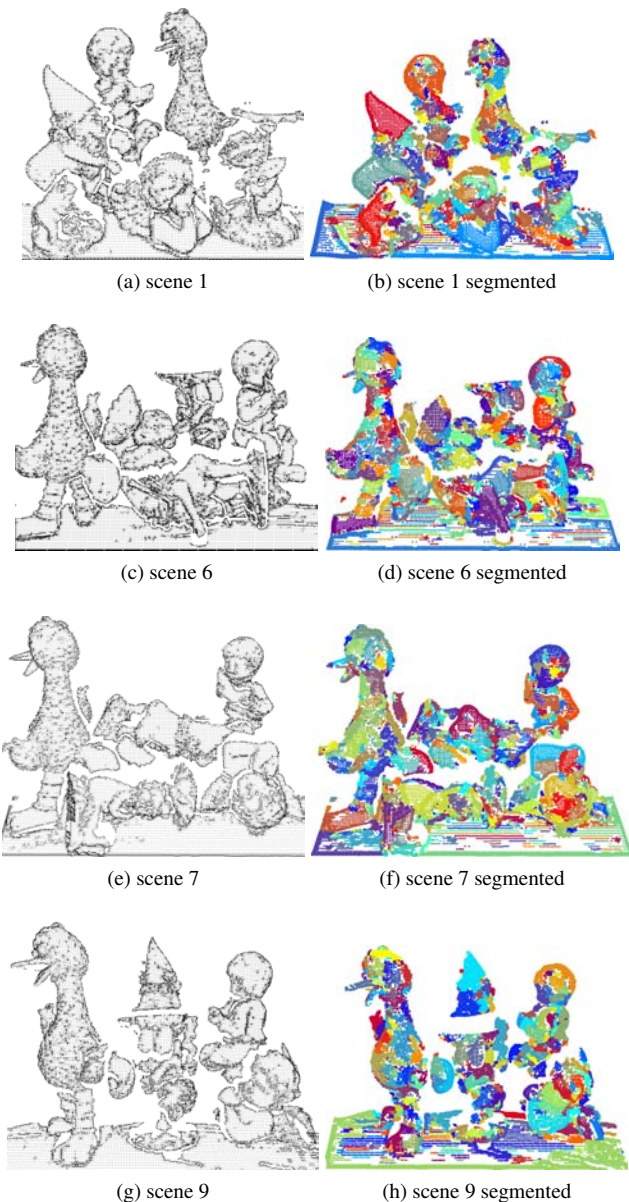 (a) scene 1
(b) scene 1 segmented
(c) scene 6
(d) scene 6 segmented
(e) scene 7
(f) scene 7 segmented
(g) scene 9
(h) scene 9 segmented